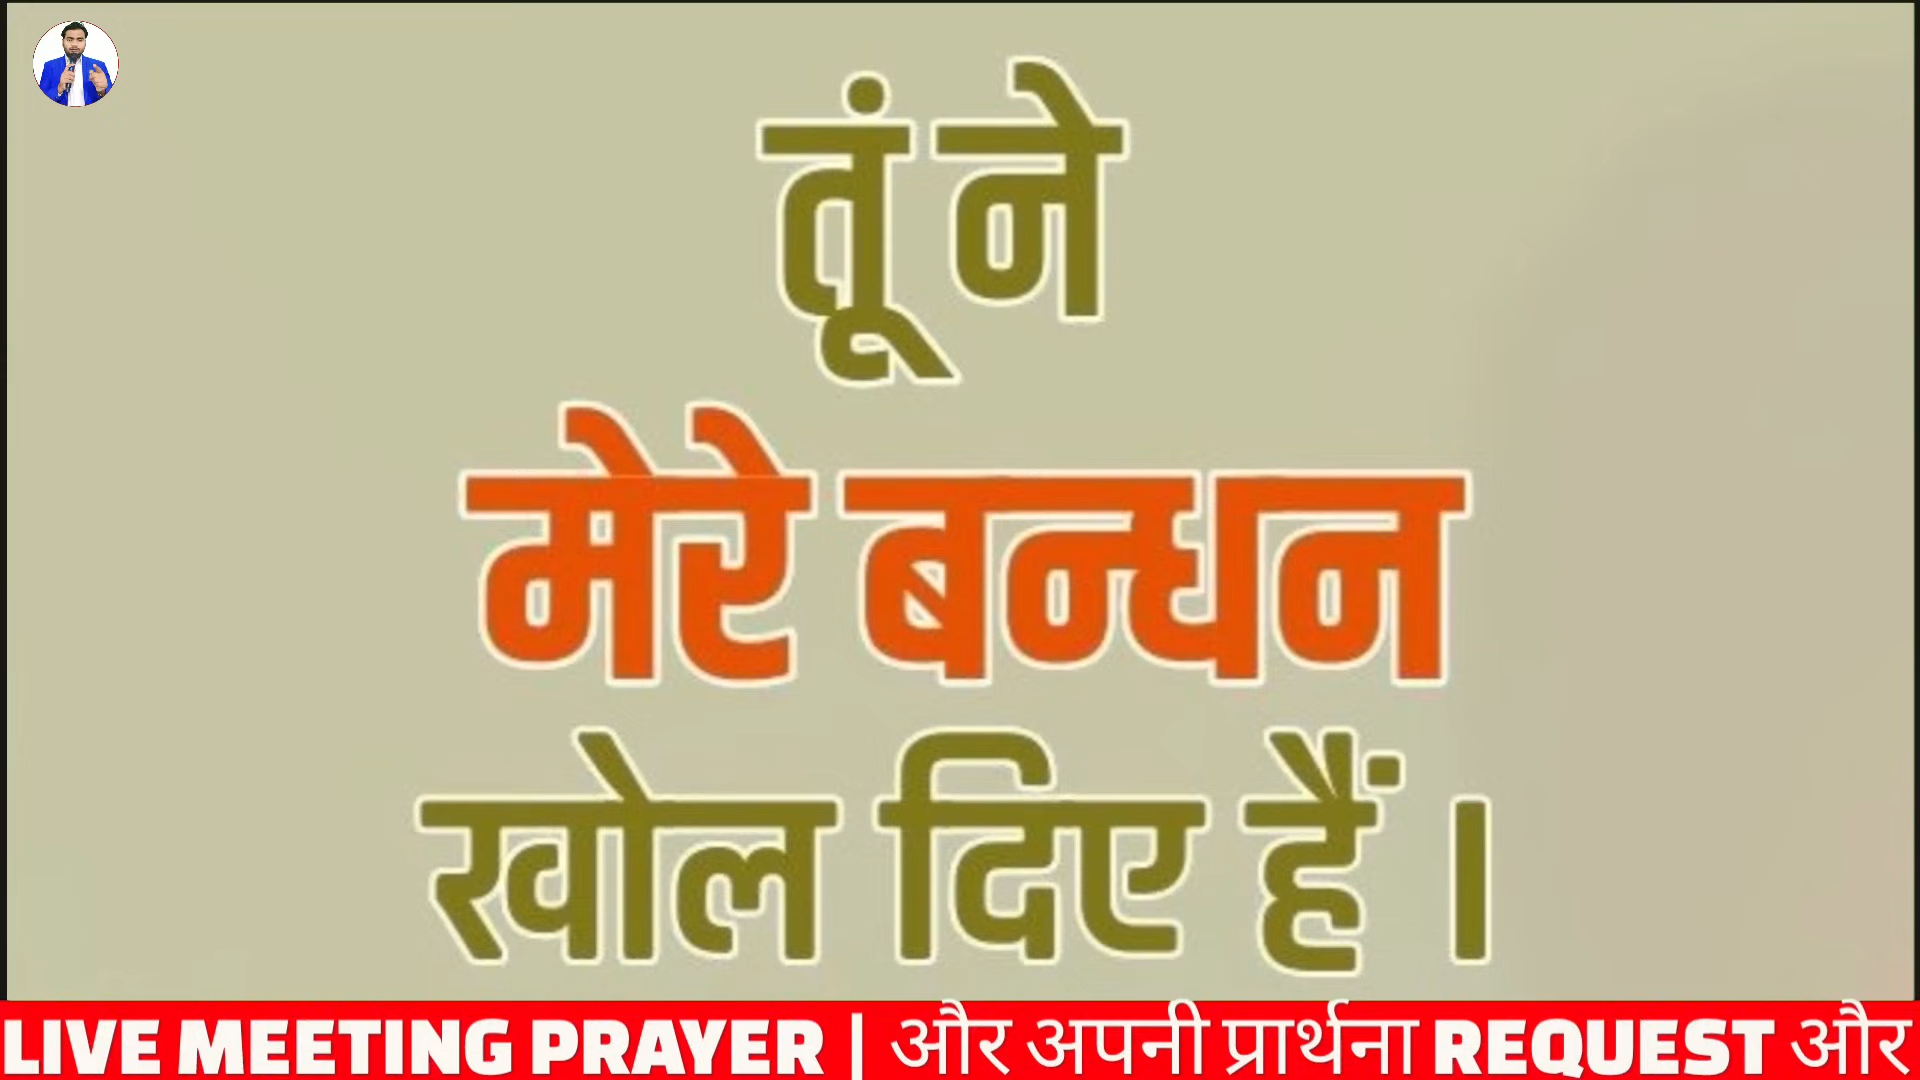 तूं ने
मेरे बन्धन
खोल दिए हैं ।
LIVE MEETING PRAYER | और अपनी प्रार्थना REQUEST और